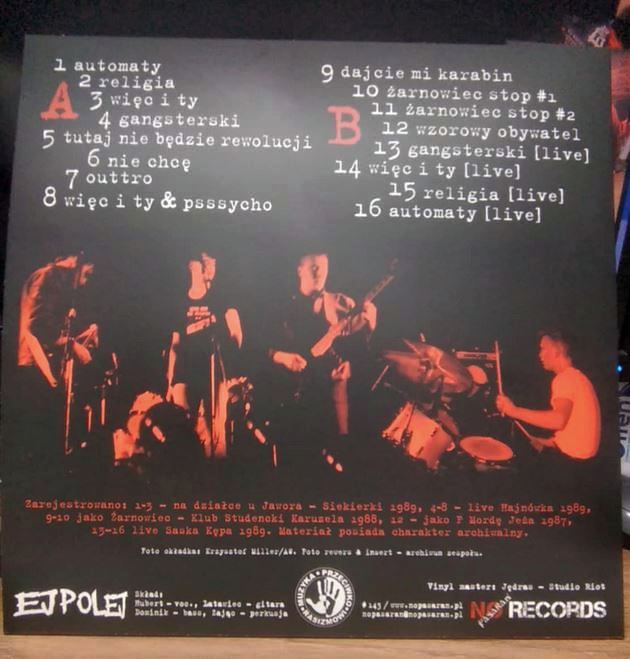 1 automaty
2 religia
A
3 więc i ty
4 gangsterski
5 tutaj nie będzie rewolucji
6 nie chcę
7 outtro
8 więc i ty & psssycho
9 dajcie mi karabin
10 żarnowiec stop #1
B
11 żarnowiec stop #2
12 wzorowy obywatel
13 gangsterski [live]
14 więc i ty [live]
15 religia [live]
16 automaty [live]
Zarejestrowano: 1-3 - na działce u Jawora - Siekierki 1989, 4-8 - live Hajnówka 1989,
9-10 jako Żarnowiec - Klub Studencki Karuzela 1988, 12 - jako F Mordę Jeża 1987,
13-16 live Saska Kępa 1989. Materiał posiada charakter archiwalny.
Foto okładka: Krzysztof Miller/AW. Foto rewers & insert - archiwum zespołu.
EJ POLEJ
Skład:
Hubert - voc., Latawiec - gitara
Dominik - bass, Zając - perkusja
MUZYKA PRZECIWKO RASIZMOWI
Vinyl master: Jędras - Studio Riot
#143 / www.nopasaran.pl
nopasaran@nopasaran.pl
NO PASARAN RECORDS